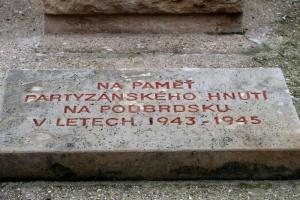 NA PAMĚŤ
PARTYZÁNSKÉHO HNUTÍ
NA PODBRDSKU
V LETECH 1943-1945